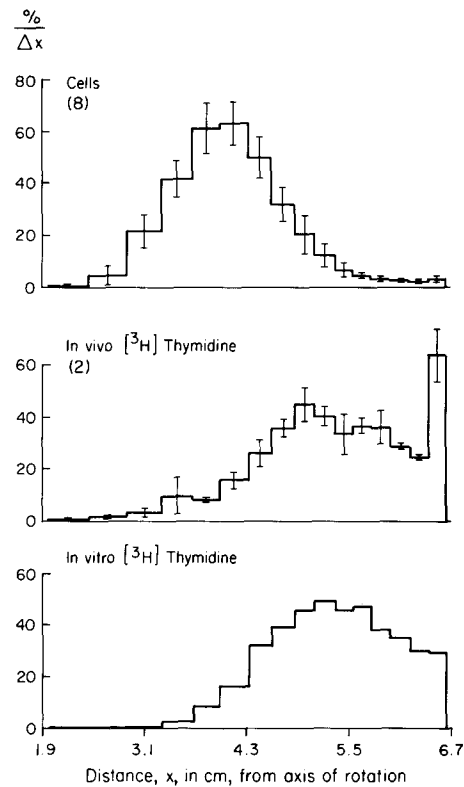 %
Δx
80
Cells
(8)
60
40
20
0
In vivo [³H] Thymidine
(2)
60
40
20
0
In vitro [³H] Thymidine
60
40
20
0
1.9 3.1 4.3 5.5 6.7
Distance, x, in cm, from axis of rotation